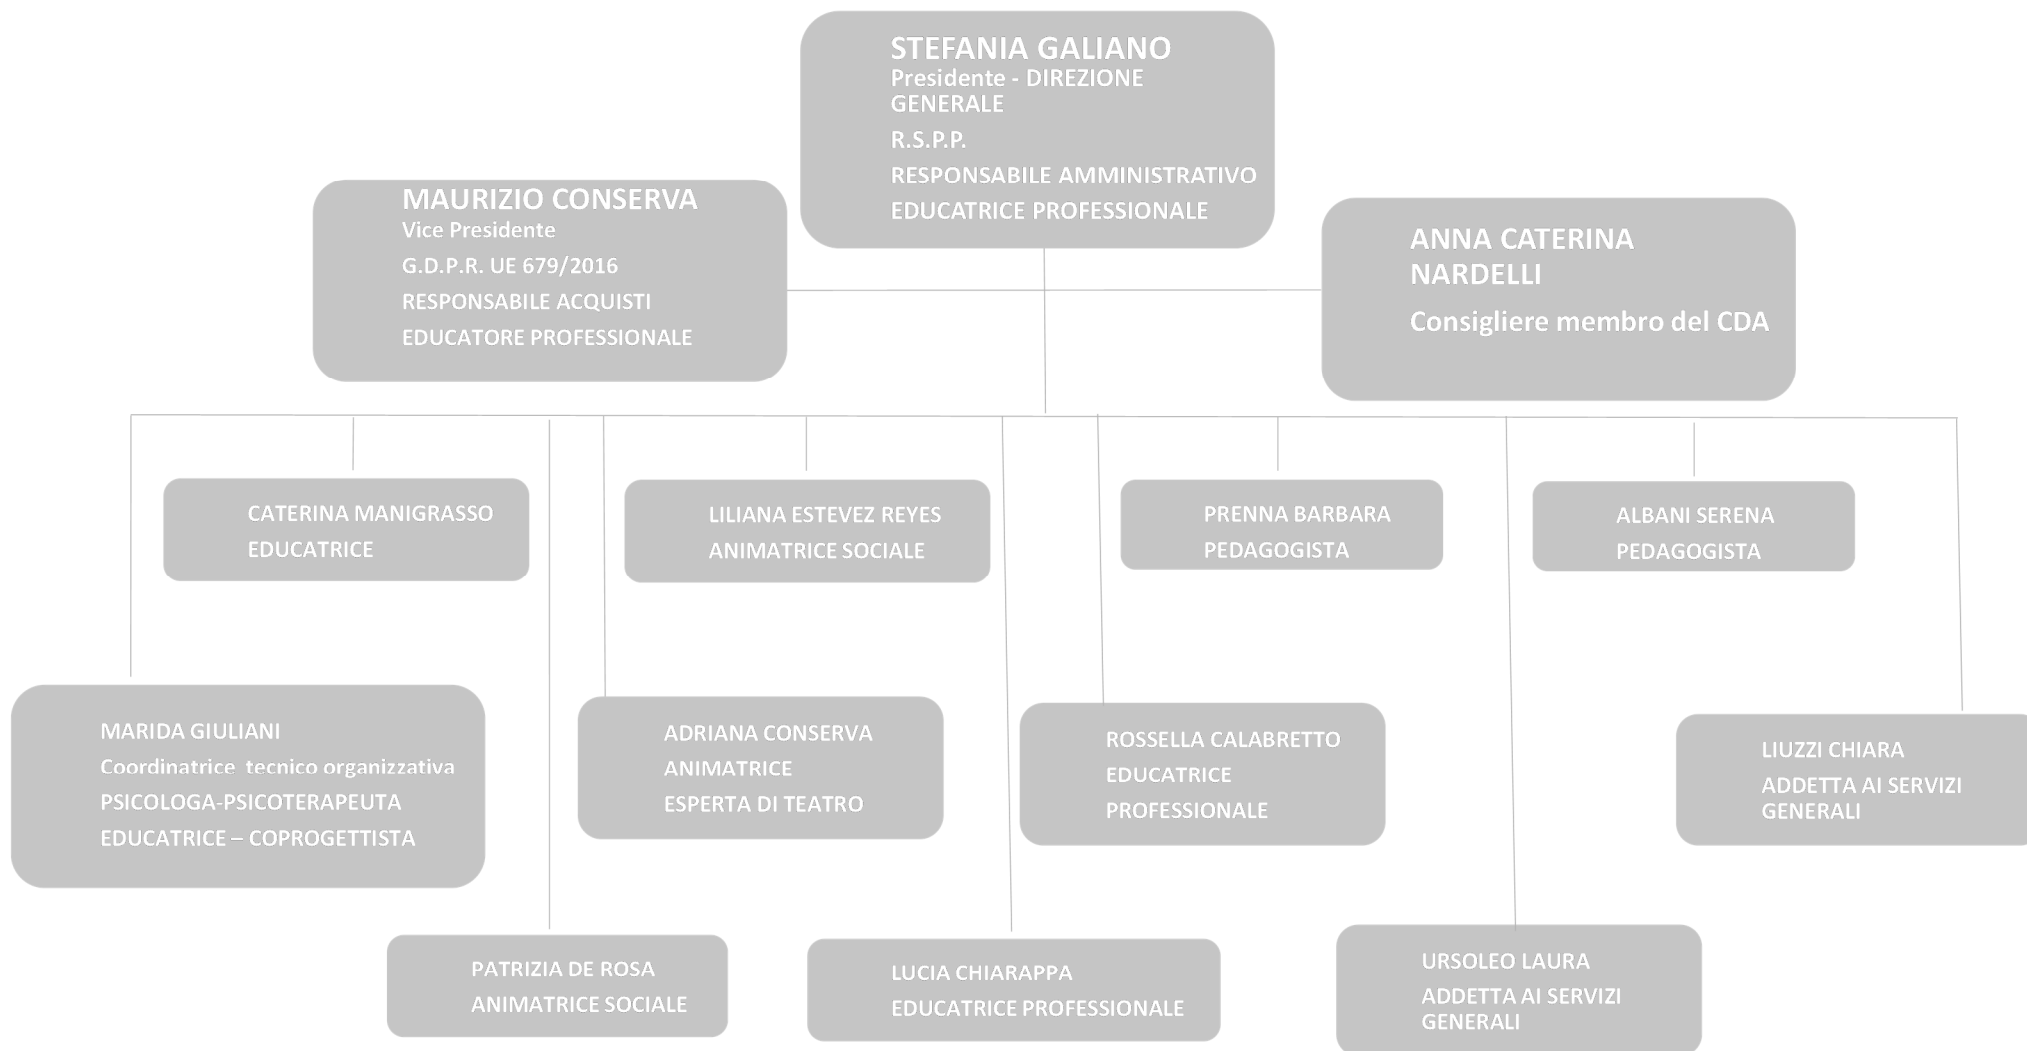 STEFANIA GALIANO
Presidente - DIREZIONE
GENERALE
R.S.P.P.
RESPONSABILE AMMINISTRATIVO
EDUCATRICE PROFESSIONALE
MAURIZIO CONSERVA
Vice Presidente
G.D.P.R. UE 679/2016
RESPONSABILE ACQUISTI
EDUCATORE PROFESSIONALE
ANNA CATERINA
NARDELLI
Consigliere membro del CDA
CATERINA MANIGRASSO
EDUCATRICE
LILIANA ESTEVEZ REYES
ANIMATRICE SOCIALE
PRENNA BARBARA
PEDAGOGISTA
ALBANI SERENA
PEDAGOGISTA
MARIDA GIULIANI
Coordinatrice tecnico organizzativa
PSICOLOGA-PSICOTERAPEUTA
EDUCATRICE – COPROGETTISTA
ADRIANA CONSERVA
ANIMATRICE
ESPERTA DI TEATRO
ROSSELLA CALABRETTO
EDUCATRICE
PROFESSIONALE
LIUZZI CHIARA
ADDETTA AI SERVIZI
GENERALI
PATRIZIA DE ROSA
ANIMATRICE SOCIALE
LUCIA CHIARAPPA
EDUCATRICE PROFESSIONALE
URSOLEO LAURA
ADDETTA AI SERVIZI
GENERALI